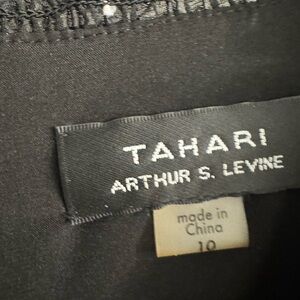 TAHARI
ARTHUR S. LEVINE
made in
China
10